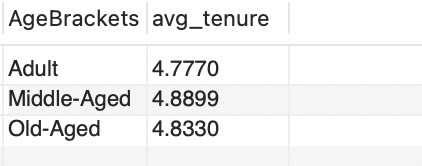 AgeBrackets avg_tenure
Adult 4.7770
Middle-Aged 4.8899
Old-Aged 4.8330